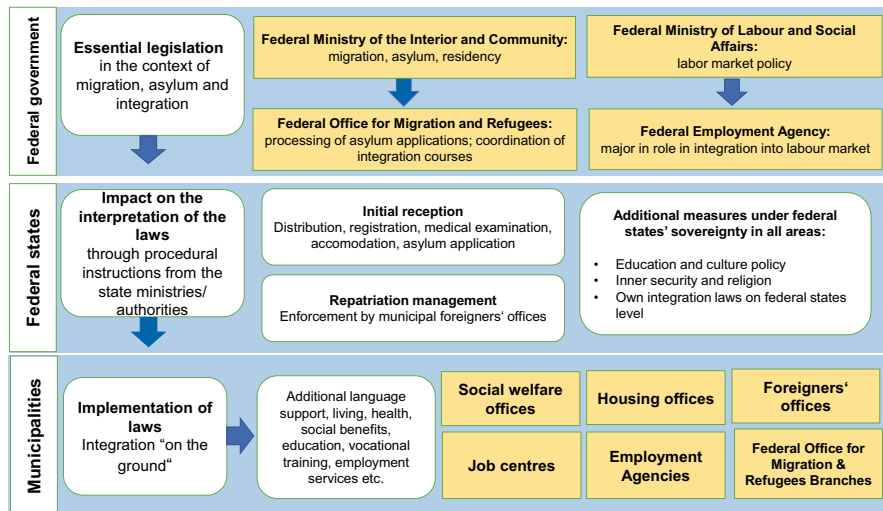 Federal government
Essential legislation
in the context of
migration, asylum and
integration
Federal Ministry of the Interior and Community:
migration, asylum, residency
Federal Ministry of Labour and Social
Affairs:
labor market policy
Federal Office for Migration and Refugees:
processing of asylum applications; coordination of
integration courses
Federal Employment Agency:
major in role in integration into labour market
Federal states
Impact on the
interpretation of the
laws
through procedural
instructions from the
state ministries/
authorities
Initial reception
Distribution, registration, medical examination,
accomodation, asylum application
Repatriation management
Enforcement by municipal foreigners‘ offices
Additional measures under federal
states’ sovereignty in all areas:
• Education and culture policy
• Inner security and religion
• Own integration laws on federal states
level
Municipalities
Implementation of
laws
Integration “on the
ground“
Additional language
support, living, health,
social benefits,
education, vocational
training, employment
services etc.
Social welfare
offices
Housing offices
Foreigners‘
offices
Job centres
Employment
Agencies
Federal Office for
Migration &
Refugees Branches